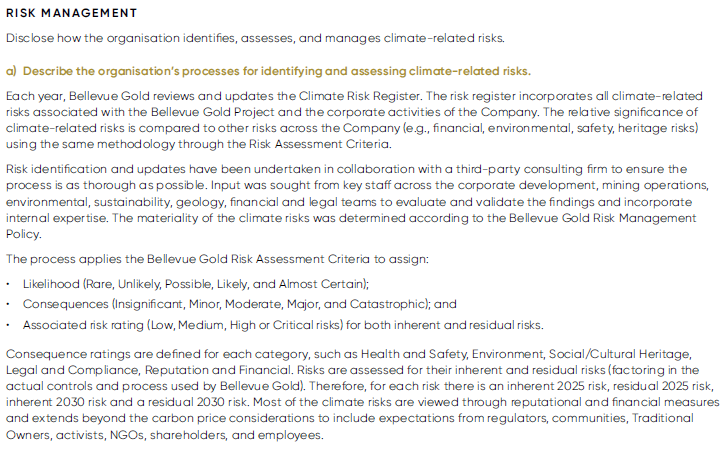 RISK MANAGEMENT
Disclose how the organisation identifies, assesses, and manages climate-related risks.
a) Describe the organisation's processes for identifying and assessing climate-related risks.
Each year, Bellevue Gold reviews and updates the Climate Risk Register. The risk register incorporates all climate-related
risks associated with the Bellevue Gold Project and the corporate activities of the Company. The relative significance of
climate-related risks is compared to other risks across the Company (e.g., financial, environmental, safety, heritage risks)
using the same methodology through the Risk Assessment Criteria.
Risk identification and updates have been undertaken in collaboration with a third-party consulting firm to ensure the
process is as thorough as possible. Input was sought from key staff across the corporate development, mining operations,
environmental, sustainability, geology, financial and legal teams to evaluate and validate the findings and incorporate
internal expertise. The materiality of the climate risks was determined according to the Bellevue Gold Risk Management
Policy.
The process applies the Bellevue Gold Risk Assessment Criteria to assign:
• Likelihood (Rare, Unlikely, Possible, Likely, and Almost Certain);
• Consequences (Insignificant, Minor, Moderate, Major, and Catastrophic); and
• Associated risk rating (Low, Medium, High or Critical risks) for both inherent and residual risks.
Consequence ratings are defined for each category, such as Health and Safety, Environment, Social/Cultural Heritage,
Legal and Compliance, Reputation and Financial. Risks are assessed for their inherent and residual risks (factoring in the
actual controls and process used by Bellevue Gold). Therefore, for each risk there is an inherent 2025 risk, residual 2025 risk,
inherent 2030 risk and a residual 2030 risk. Most of the climate risks are viewed through reputational and financial measures
and extends beyond the carbon price considerations to include expectations from regulators, communities, Traditional
Owners, activists, NGOs, shareholders, and employees.